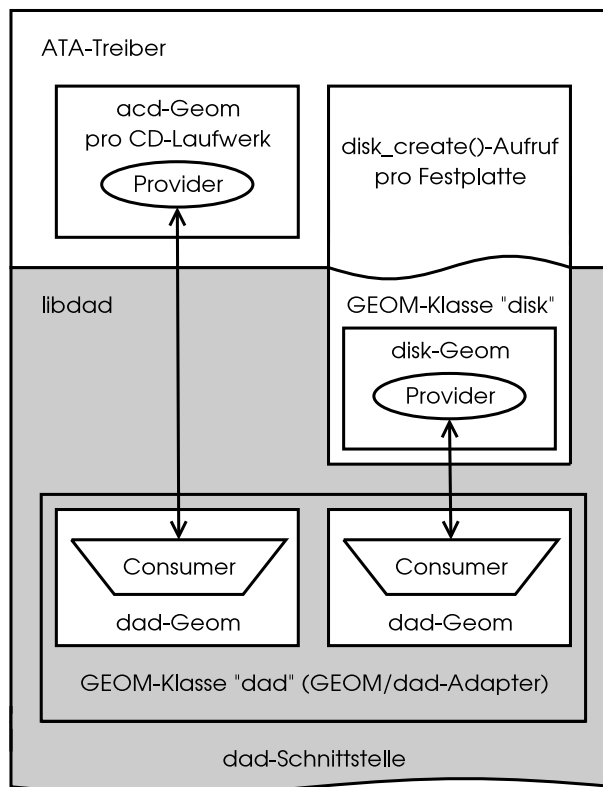 ATA-Treiber
acd-Geom
pro CD-Laufwerk
Provider
disk_create()-Aufruf
pro Festplatte
libdad
GEOM-Klasse "disk"
disk-Geom
Provider
Consumer
dad-Geom
Consumer
dad-Geom
GEOM-Klasse "dad" (GEOM/dad-Adapter)
dad-Schnittstelle